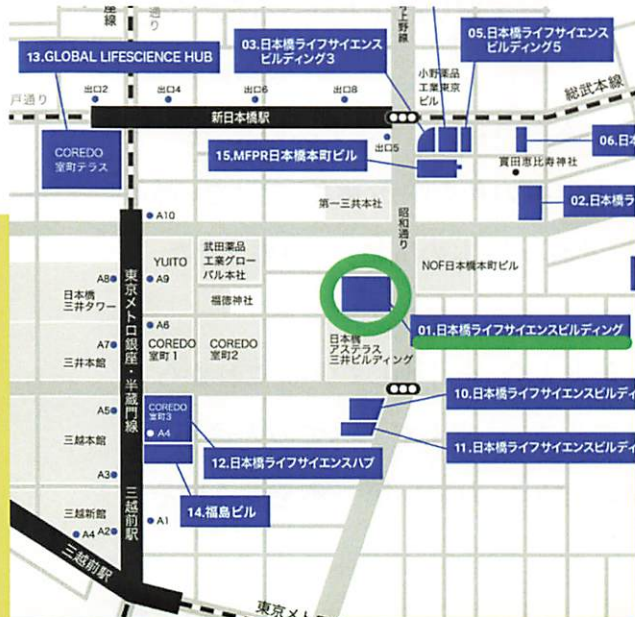 座線
通り
上野線
13.GLOBAL LIFESCIENCE HUB
03.日本橋ライフサイエンス
ビルディング3
05.日本橋ライフサイエンス
ビルディング5
小野薬品
工業東京
ビル
総武本線
戸通り
出口2
出口4
出口6
出口8
新日本橋駅
出口5
COREDO
室町テラス
15.MFPR日本橋本町ビル
06.日本
寳田恵比寿神社
02.日本橋ラ
第一三共本社
昭和通り
A10
YUITO
武田薬品
工業グロー
バル本社
NOF日本橋本町ビル
A8
A9
日本橋
三井タワー
東京メトロ銀座・半蔵門線
福徳神社
A6
01.日本橋ライフサイエンスビルディング
A7
三井本館
COREDO
室町1
COREDO
室町2
日本橋
アステラス
三井ビルディング
A5
COREDO
室町3
A4
10.日本橋ライフサイエンスビルディ
三越本館
11.日本橋ライフサイエンスビルディ
12.日本橋ライフサイエンスハブ
A3
三越前駅
14.福島ビル
三越新館
A4
A2
A1
三越前駅
東京メト